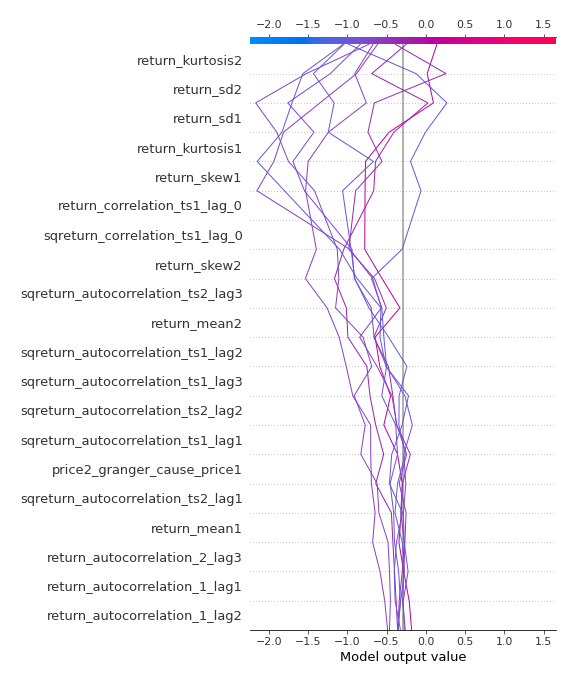 −2.0 −1.5 −1.0 −0.5 0.0 0.5 1.0 1.5
return_kurtosis2
return_sd2
return_sd1
return_kurtosis1
return_skew1
return_correlation_ts1_lag_0
sqreturn_correlation_ts1_lag_0
return_skew2
sqreturn_autocorrelation_ts2_lag3
return_mean2
sqreturn_autocorrelation_ts1_lag2
sqreturn_autocorrelation_ts1_lag3
sqreturn_autocorrelation_ts2_lag2
sqreturn_autocorrelation_ts1_lag1
price2_granger_cause_price1
sqreturn_autocorrelation_ts2_lag1
return_mean1
return_autocorrelation_2_lag3
return_autocorrelation_1_lag1
return_autocorrelation_1_lag2
−2.0 −1.5 −1.0 −0.5 0.0 0.5 1.0 1.5
Model output value